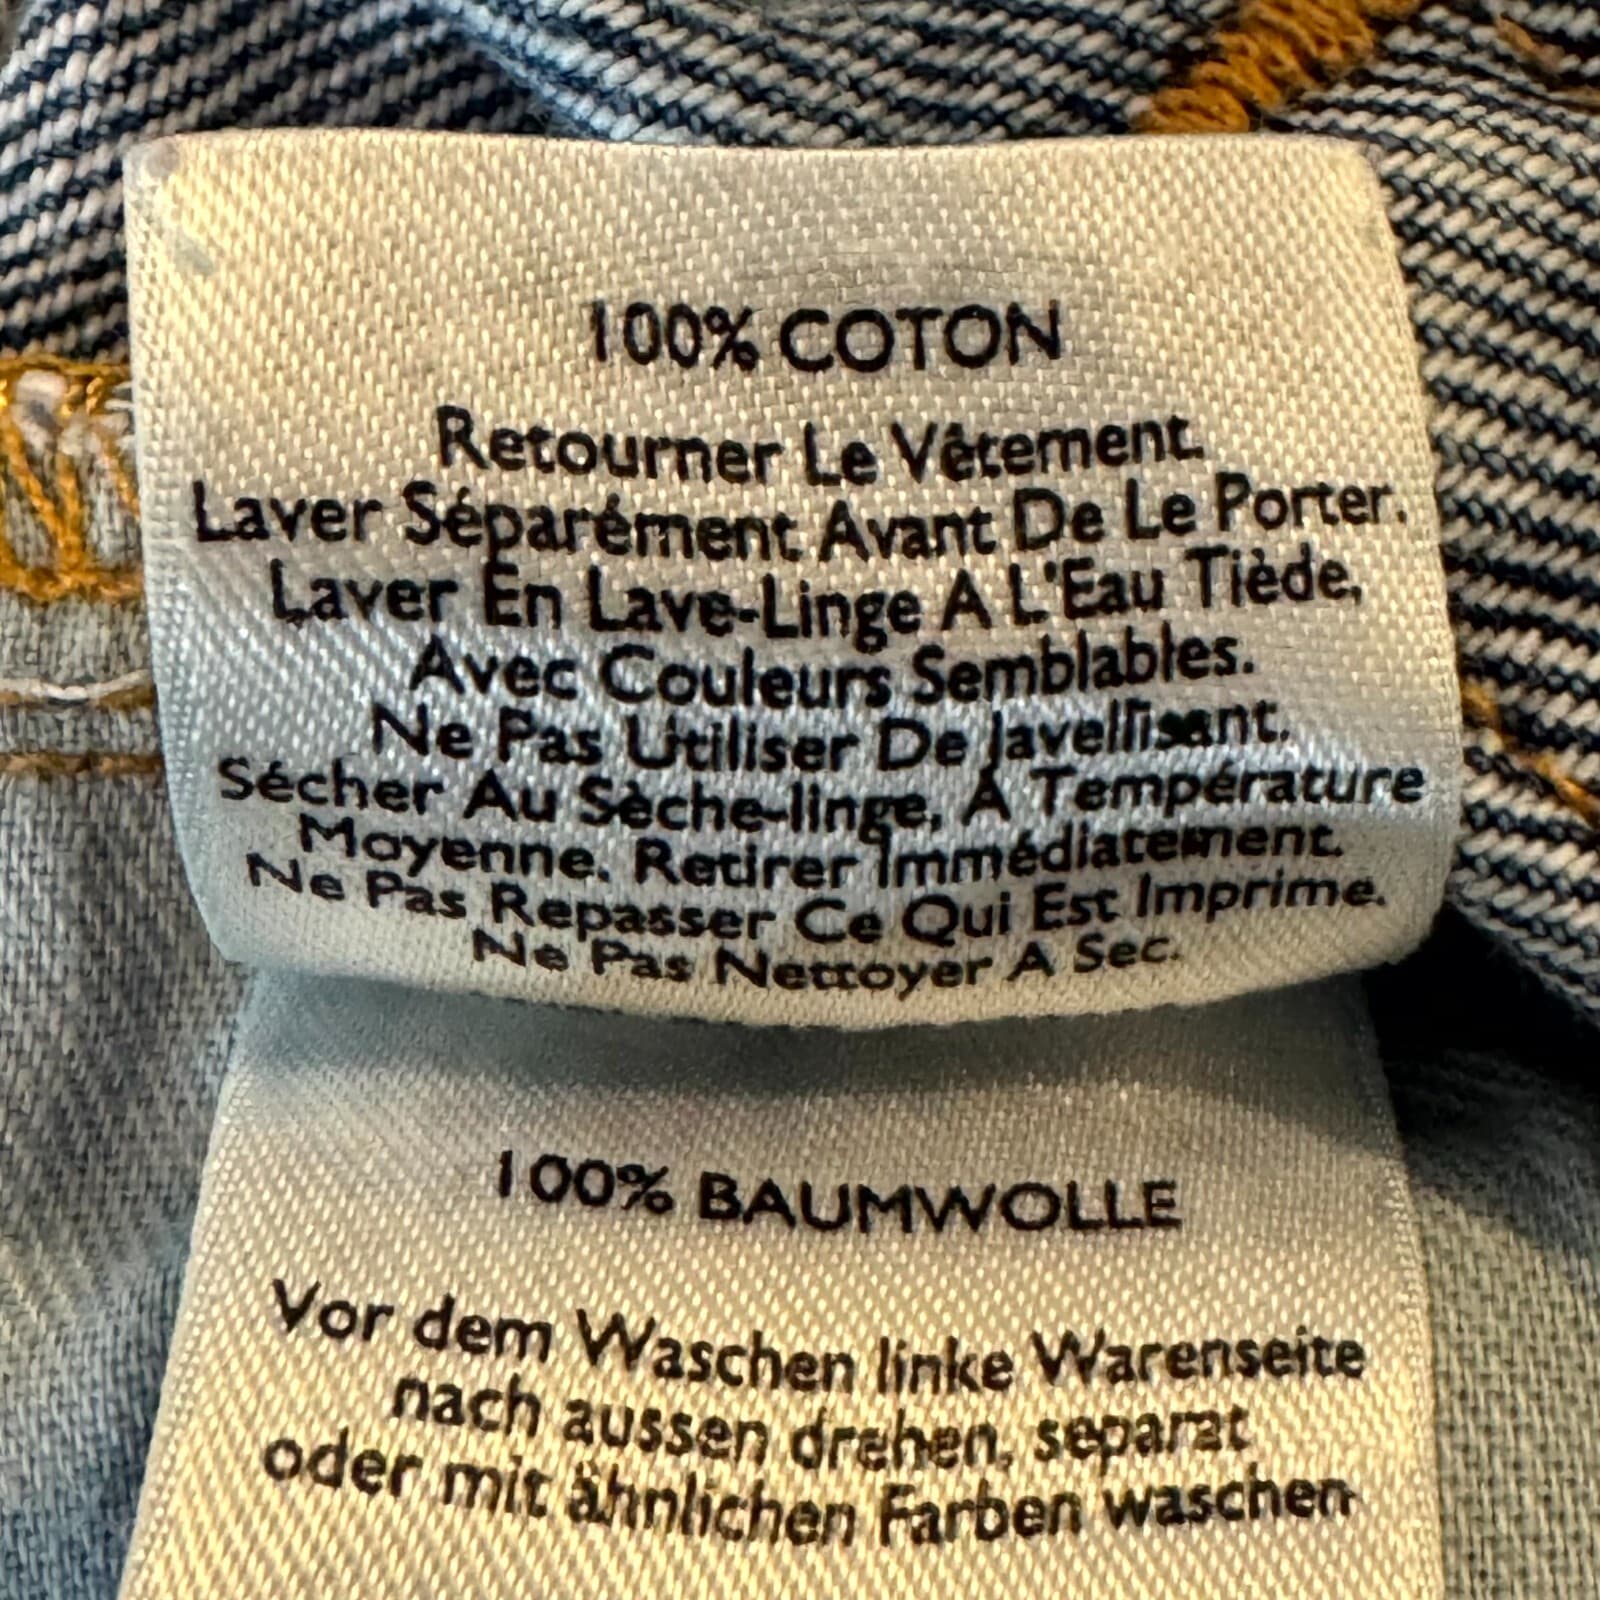 100% COTON
Retourner Le Vêtement.
Laver Séparément Avant De Le Porter.
Laver En Lave-Linge A L'Eau Tiède,
Avec Couleurs Semblables.
Ne Pas Utiliser De Javellisant.
Sécher Au Sèche-linge, A Température
Moyenne. Retirer Immédiatement.
Ne Pas Repasser Ce Qui Est Imprime.
Ne Pas Nettoyer A Sec.
100% BAUMWOLLE
Vor dem Waschen linke Warenseite
nach aussen drehen, separat
oder mit ähnlichen Farben waschen